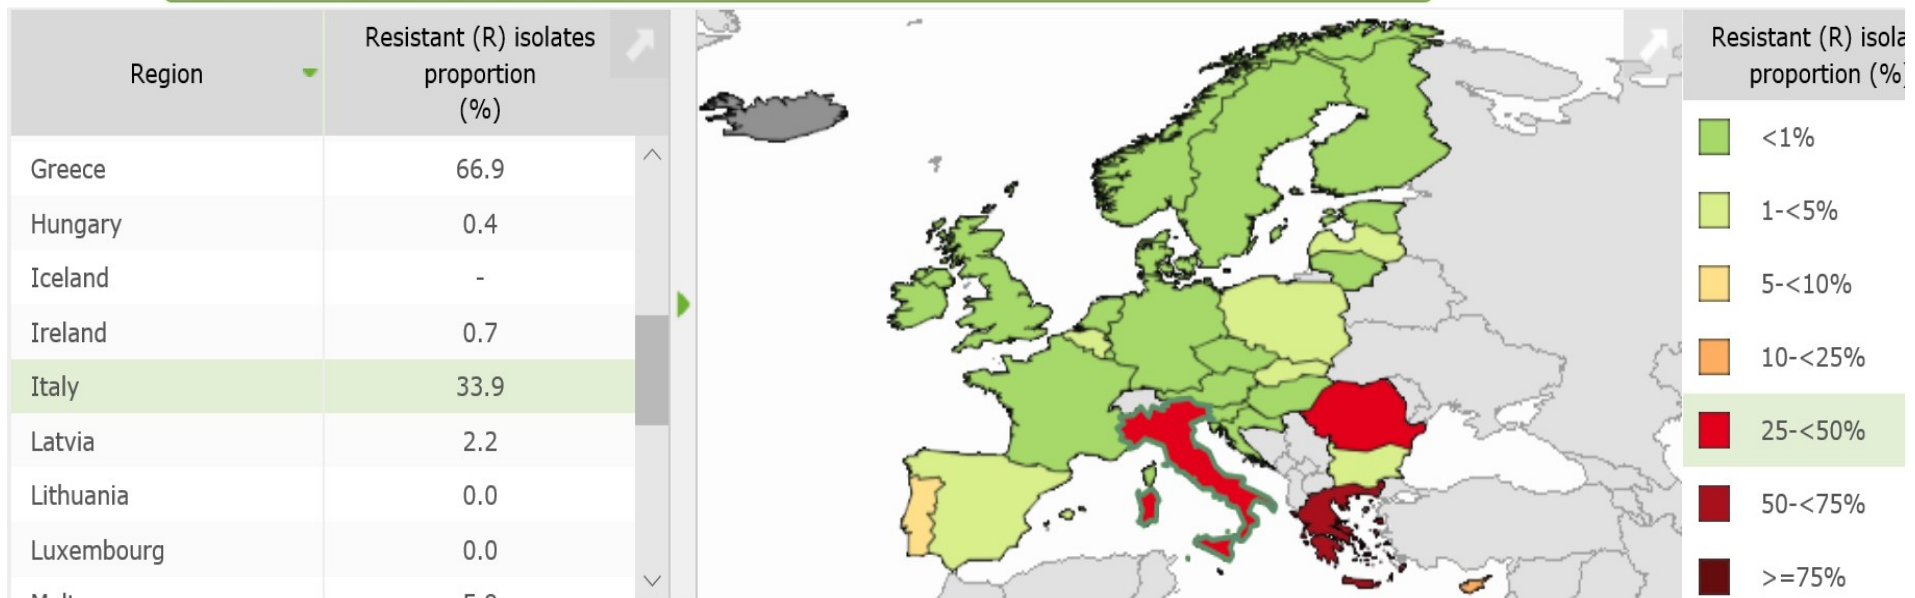 Region
Resistant (R) isolates
proportion
(%)
Greece 66.9
Hungary 0.4
Iceland -
Ireland 0.7
Italy 33.9
Latvia 2.2
Lithuania 0.0
Luxembourg 0.0
Resistant (R) isola
proportion (%)
<1%
1-<5%
5-<10%
10-<25%
25-<50%
50-<75%
>=75%